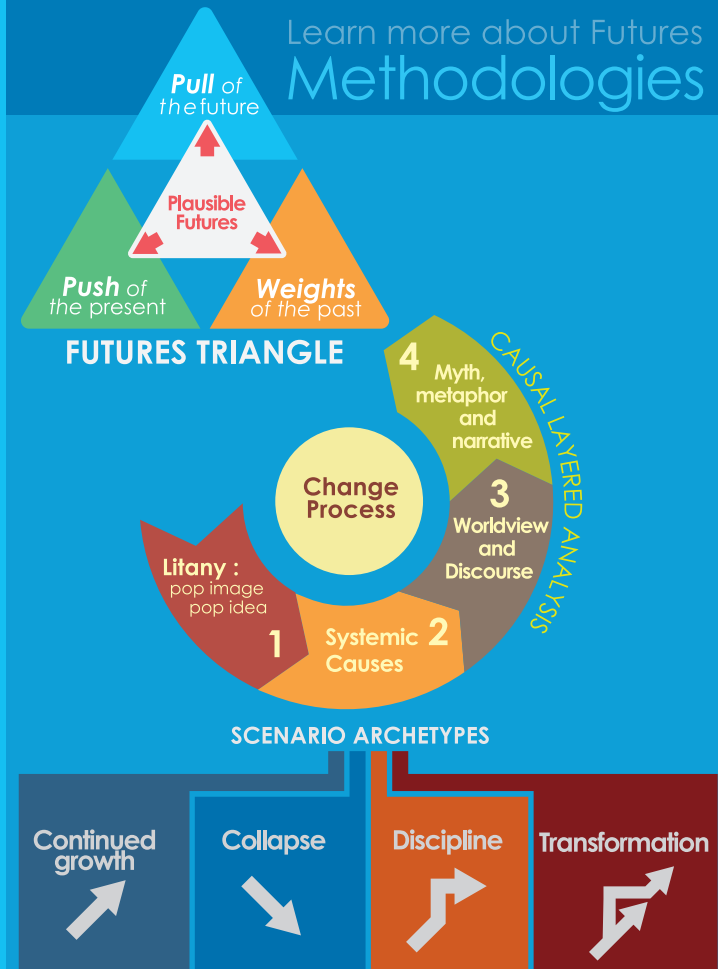 Learn more about Futures
Methodologies
Pull of
the future
Plausible
Futures
Push of
the present
Weights
of the past
FUTURES TRIANGLE
CAUSAL LAYERED ANALYSIS
4
Myth,
metaphor
and
narrative
Change
Process
3
Worldview
and
Discourse
Litany :
pop image
pop idea
1
Systemic 2
Causes
SCENARIO ARCHETYPES
Continued
growth
Collapse
Discipline
Transformation